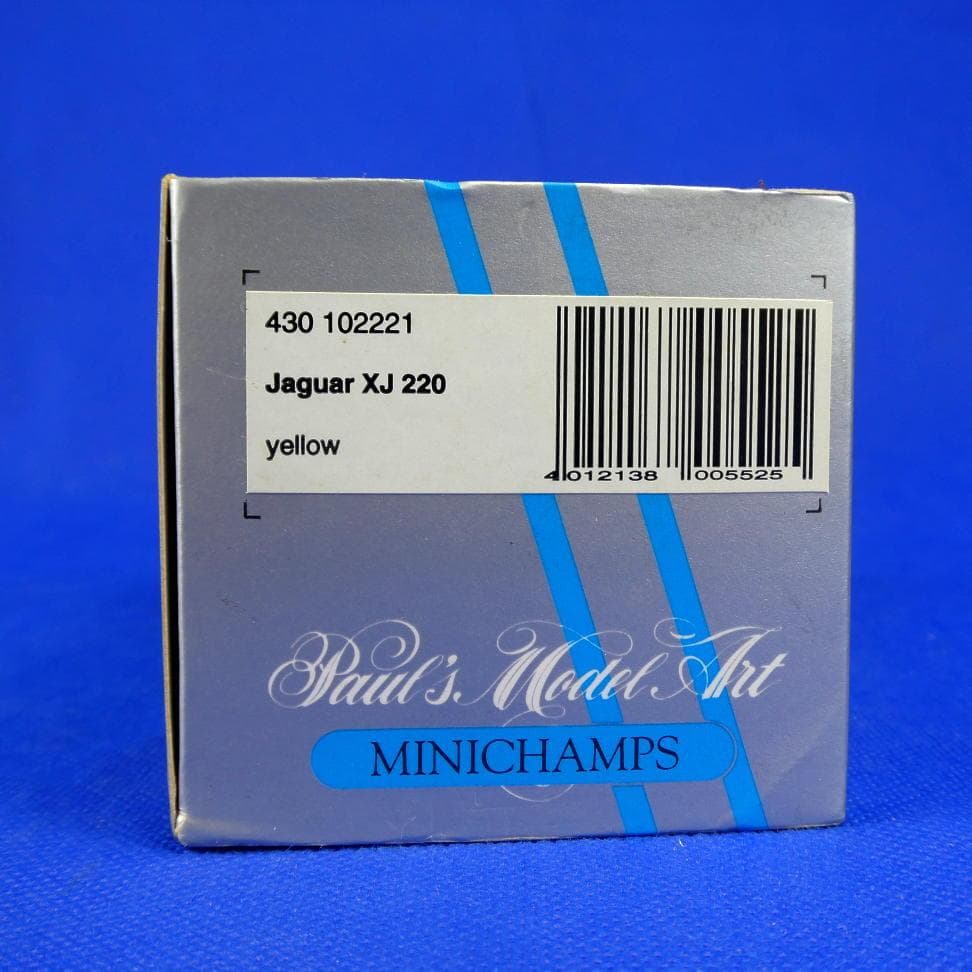 430 102221
Jaguar XJ 220
yellow
4 012138 005525
Paul's Model Art
MINICHAMPS